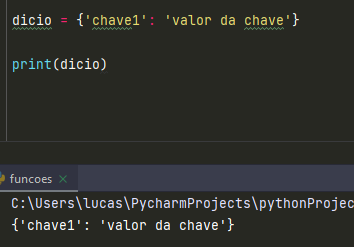 dicio = {'chave1': 'valor da chave'}
print(dicio)
funcoes ×
C:\Users\lucas\PycharmProjects\pythonProjec
{'chave1': 'valor da chave'}